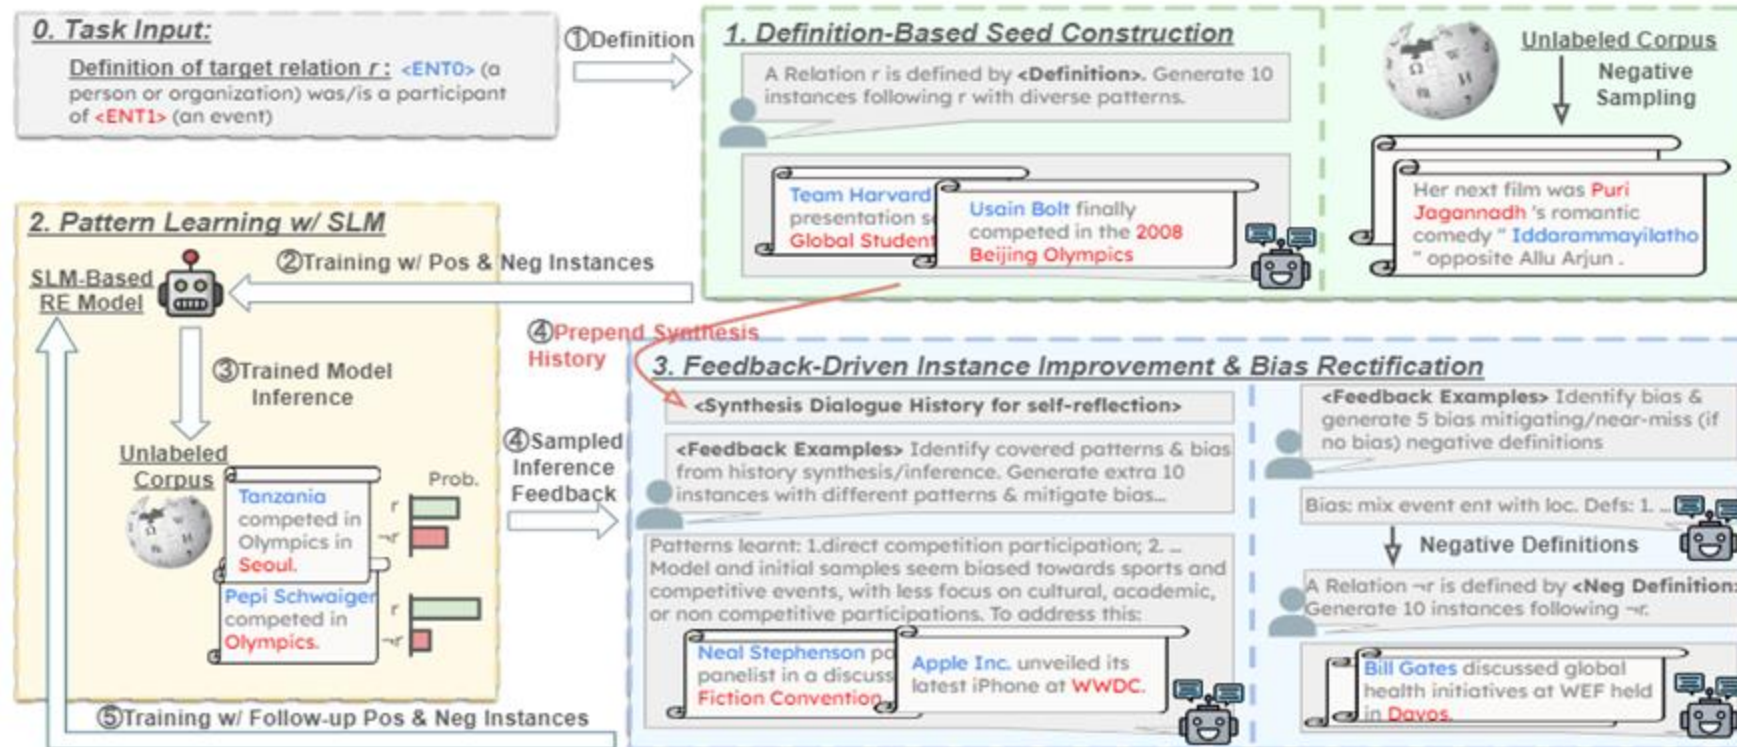 0. Task Input:
Definition of target relation r : <ENT0> (a
person or organization) was/is a participant
of <ENT1> (an event)
①Definition
1. Definition-Based Seed Construction
A Relation r is defined by <Definition>. Generate 10
instances following r with diverse patterns.
Team Harvard
presentation
Global Student
Usain Bolt finally
competed in the 2008
Beijing Olympics
Unlabeled Corpus
Negative
Sampling
Her next film was Puri
Jagannadh 's romantic
comedy " Iddarammayilatho
" opposite Allu Arjun .
2. Pattern Learning w/ SLM
SLM-Based
RE Model
②Training w/ Pos & Neg Instances
③Trained Model
Inference
Unlabeled
Corpus
Tanzania
competed in
Olympics in
Seoul.
Pepi Schwaiger
competed in
Olympics.
Prob.
r
¬r
r
¬r
④Prepend Synthesis
History
④Sampled
Inference
Feedback
3. Feedback-Driven Instance Improvement & Bias Rectification
<Synthesis Dialogue History for self-reflection>
<Feedback Examples> Identify covered patterns & bias
from history synthesis/inference. Generate extra 10
instances with different patterns & mitigate bias...
Patterns learnt: 1.direct competition participation; 2. ...
Model and initial samples seem biased towards sports and
competitive events, with less focus on cultural, academic,
or non competitive participations. To address this:
Neal Stephenson
panelist in a discuss
Fiction Convention
Apple Inc. unveiled its
latest iPhone at WWDC.
<Feedback Examples> Identify bias &
generate 5 bias mitigating/near-miss (if
no bias) negative definitions
Bias: mix event ent with loc. Defs: 1. ...
Negative Definitions
A Relation ¬r is defined by <Neg Definition>
Generate 10 instances following ¬r.
Bill Gates discussed global
health initiatives at WEF held
in Davos.
⑤Training w/ Follow-up Pos & Neg Instances